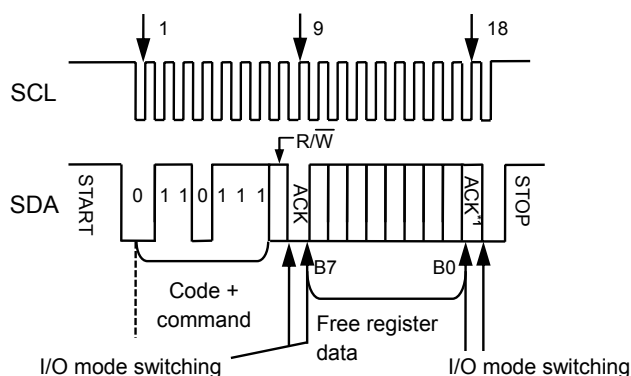 1 9 18
SCL
R/W̅
SDA
START 0 1 1 0 1 1 1 ACK ACK*1 STOP
B7 B0
Code +
command
Free register
data
I/O mode switching I/O mode switching